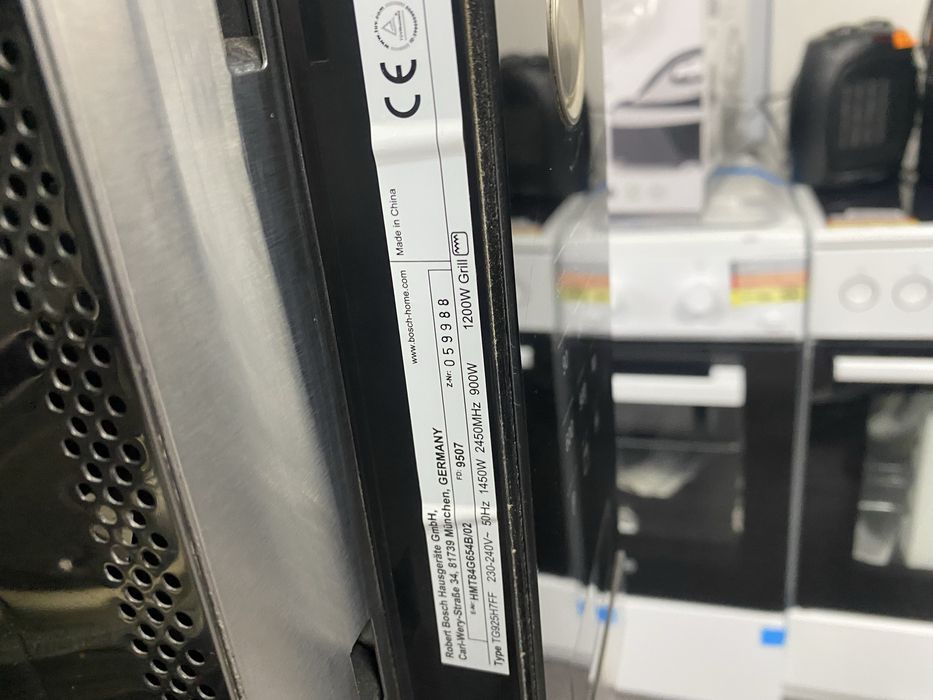 Robert Bosch Hausgeräte GmbH,
Carl-Wery-Straße 34, 81739 München, GERMANY
www.bosch-home.com
Made in China
CE
E-Nr. HMT84G654B/02
FD: 9507
Z-Nr: 059988
Type TG925H7FF 230-240V~ 50Hz 1450W 2450MHz 900W 1200W Grill